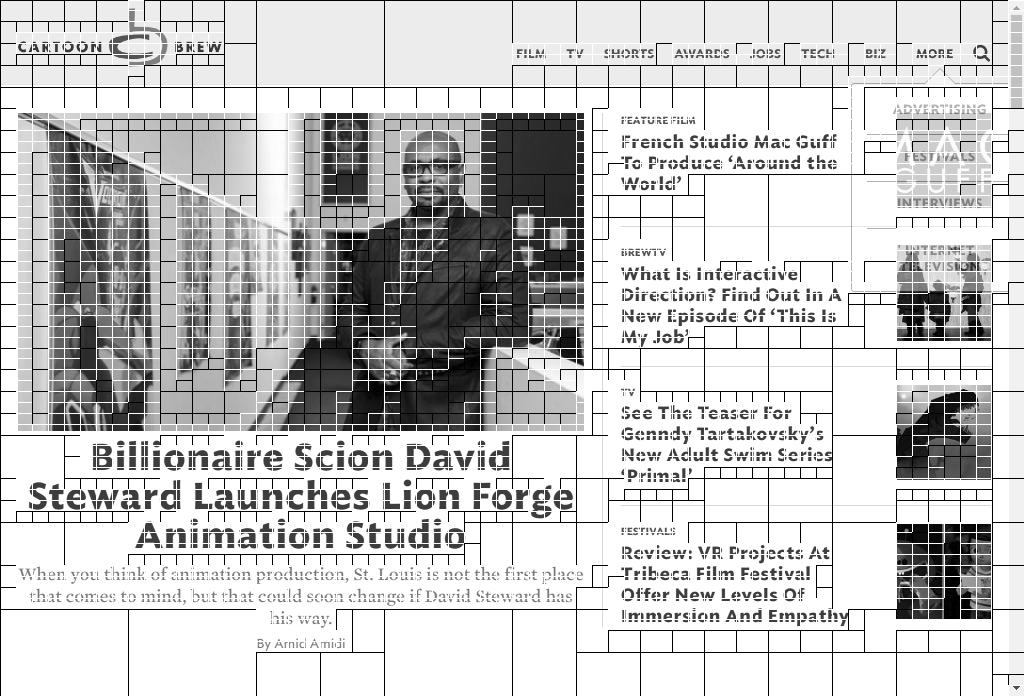 CARTOON BREW
FILM TV SHORTS AWARDS JOBS TECH BIZ MORE
ADVERTISING
FESTIVALS
INTERVIEWS
INTERNET
TELEVISION
FEATURE FILM
French Studio Mac Guff
To Produce ‘Around the
World’
MAC
GUFF
BREWTV
What Is Interactive
Direction? Find Out In A
New Episode Of ‘This Is
My Job’
TV
See The Teaser For
Genndy Tartakovsky’s
New Adult Swim Series
‘Primal’
FESTIVALS
Review: VR Projects At
Tribeca Film Festival
Offer New Levels Of
Immersion And Empathy
Billionaire Scion David
Steward Launches Lion Forge
Animation Studio
When you think of animation production, St. Louis is not the first place
that comes to mind, but that could soon change if David Steward has
his way.
By Amid Amidi